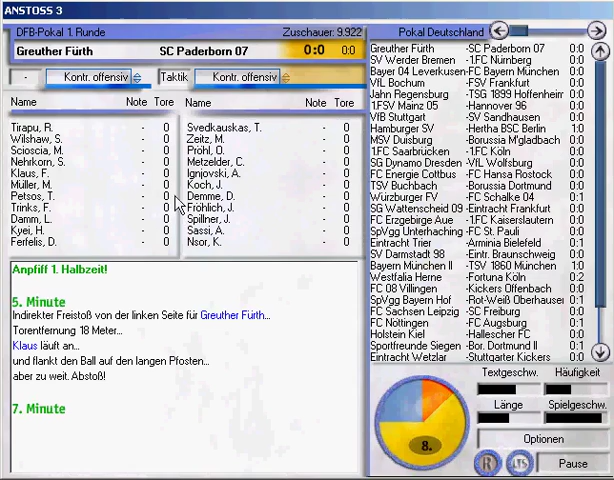 ANSTOSS 3
DFB-Pokal 1. Runde Zuschauer: 9.922
Greuther Fürth SC Paderborn 07 0:0 0:0
- Kontr. offensiv Taktik Kontr. offensiv
Name Note Tore Name Note Tore
Tirapu, R. - 0 Svedkauskas, T. - 0
Wilshaw, S. - 0 Zeitz, M. - 0
Scioscia, M. - 0 Pröhl, O. - 0
Nehrkorn, S. - 0 Metzelder, C. - 0
Klaus, F. - 0 Ignjovski, A. - 0
Müller, M. - 0 Koch, J. - 0
Petsos, T. - 0 Demme, D. - 0
Trinks, F. - 0 Fröhlich, J. - 0
Damm, L. - 0 Spillner, J. - 0
Kyei, H. - 0 Sassi, A. - 0
Ferfelis, D. - 0 Nsor, K. - 0
Anpfiff 1. Halbzeit!
5. Minute
Indirekter Freistoß von der linken Seite für Greuther Fürth...
Torentfernung 18 Meter...
Klaus läuft an...
und flankt den Ball auf den langen Pfosten...
aber zu weit. Abstoß!
7. Minute
Pokal Deutschland
Greuther Fürth -SC Paderborn 07 0:0
SV Werder Bremen -1.FC Nürnberg 0:0
Bayer 04 Leverkusen -FC Bayern München 0:0
VfL Bochum -FSV Frankfurt 0:0
Jahn Regensburg -TSG 1899 Hoffenheim 0:0
1.FSV Mainz 05 -Hannover 96 0:0
VfB Stuttgart -SV Sandhausen 0:0
Hamburger SV -Hertha BSC Berlin 1:0
MSV Duisburg -Borussia M'gladbach 0:0
1.FC Saarbrücken -1.FC Köln 0:0
SG Dynamo Dresden -VfL Wolfsburg 0:0
FC Energie Cottbus -FC Hansa Rostock 0:0
TSV Buchbach -Borussia Dortmund 0:0
Würzburger FV -FC Schalke 04 0:1
SG Wattenscheid 09 -Eintracht Frankfurt 0:0
FC Erzgebirge Aue -1.FC Kaiserslautern 0:0
SpVgg Unterhaching -FC St. Pauli 0:0
Eintracht Trier -Arminia Bielefeld 0:1
SV Darmstadt 98 -Eintr. Braunschweig 0:0
Bayern München II -TSV 1860 München 1:0
Westfalia Herne -Fortuna Köln 0:2
FC 08 Villingen -Kickers Offenbach 0:0
SpVgg Bayern Hof -Rot-Weiß Oberhausen 0:1
FC Sachsen Leipzig -SC Freiburg 0:0
FC Nöttingen -FC Augsburg 0:1
Holstein Kiel -Hallescher FC 0:0
Sportfreunde Siegen -Bor. Dortmund II 0:1
Eintracht Wetzlar -Stuttgarter Kickers 0:0
8.
Textgeschw. Häufigkeit
Länge Spielgeschw.
Optionen
R LTS Pause